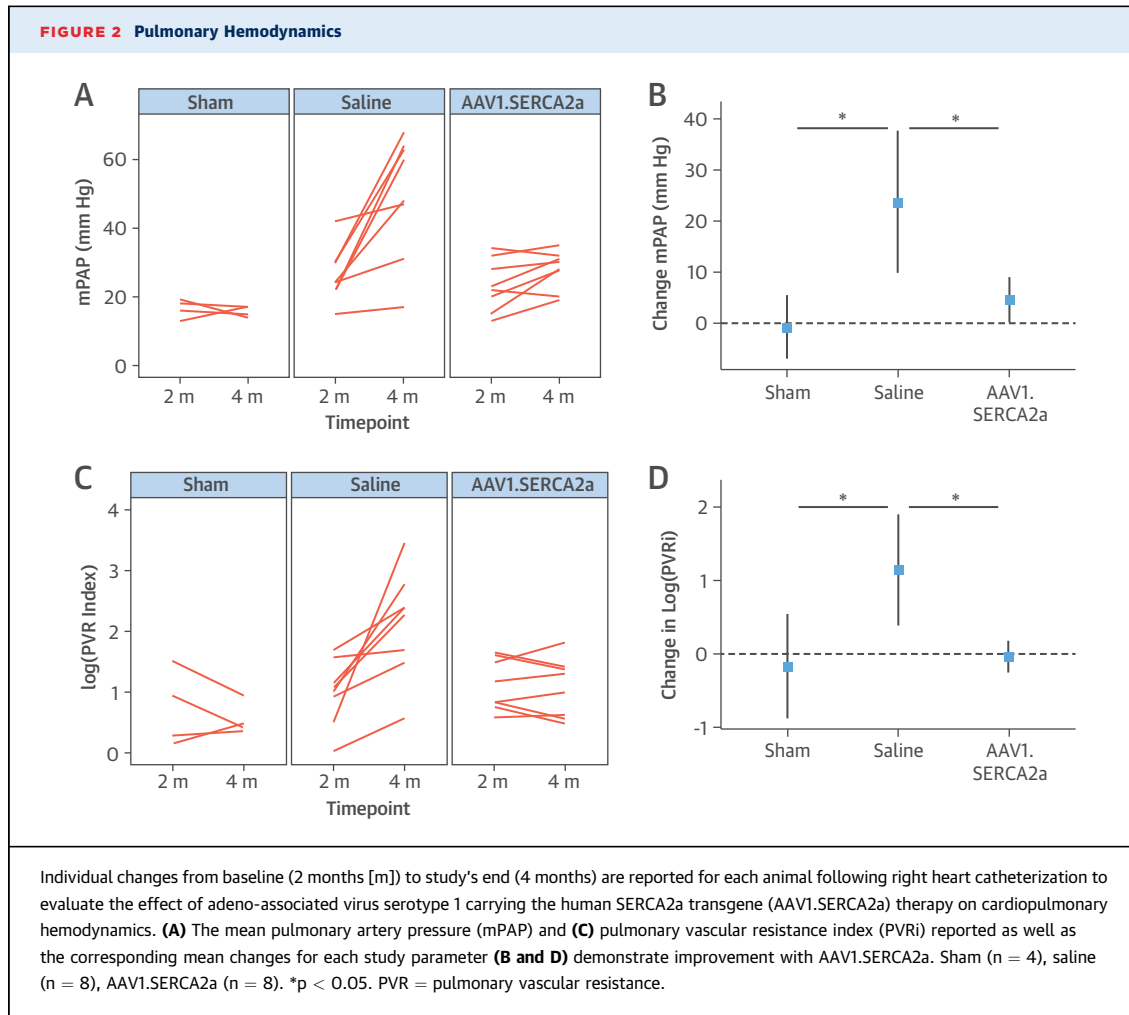 FIGURE 2 Pulmonary Hemodynamics
A
Sham
Saline
AAV1.SERCA2a
mPAP (mm Hg)
60
40
20
0
2 m
4 m
2 m
4 m
2 m
4 m
Timepoint
B
Change mPAP (mm Hg)
40
30
20
10
0
*
*
Sham
Saline
AAV1.
SERCA2a
C
Sham
Saline
AAV1.SERCA2a
log(PVR Index)
4
3
2
1
0
2 m
4 m
2 m
4 m
2 m
4 m
Timepoint
D
Change in Log(PVRi)
2
1
0
-1
*
*
Sham
Saline
AAV1.
SERCA2a
Individual changes from baseline (2 months [m]) to study's end (4 months) are reported for each animal following right heart catheterization to
evaluate the effect of adeno-associated virus serotype 1 carrying the human SERCA2a transgene (AAV1.SERCA2a) therapy on cardiopulmonary
hemodynamics. (A) The mean pulmonary artery pressure (mPAP) and (C) pulmonary vascular resistance index (PVRi) reported as well as
the corresponding mean changes for each study parameter (B and D) demonstrate improvement with AAV1.SERCA2a. Sham (n = 4), saline
(n = 8), AAV1.SERCA2a (n = 8). *p < 0.05. PVR = pulmonary vascular resistance.